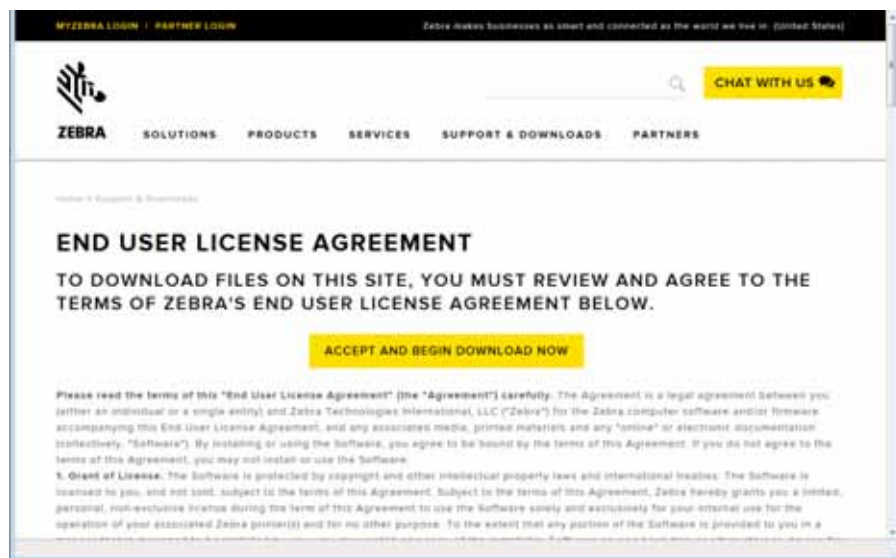 MYZEBRA LOGIN / PARTNER LOGIN
Zebra makes businesses as smart and connected as the world we live in. (United States)
CHAT WITH US
ZEBRA SOLUTIONS PRODUCTS SERVICES SUPPORT & DOWNLOADS PARTNERS
Home > Support & Downloads
END USER LICENSE AGREEMENT
TO DOWNLOAD FILES ON THIS SITE, YOU MUST REVIEW AND AGREE TO THE
TERMS OF ZEBRA'S END USER LICENSE AGREEMENT BELOW.
ACCEPT AND BEGIN DOWNLOAD NOW
Please read the terms of this "End User License Agreement" (the "Agreement") carefully. The Agreement is a legal agreement between you
(either an individual or a single entity) and Zebra Technologies International, LLC ("Zebra") for the Zebra computer software and/or firmware
accompanying this End User License Agreement, and any associated media, printed materials and any "online" or electronic documentation
(collectively, "Software"). By installing or using the Software, you agree to be bound by the terms of this Agreement. If you do not agree to the
terms of this Agreement, you may not install or use the Software.
1. Grant of License. The Software is protected by copyright and other intellectual property laws and international treaties. The Software is
licensed to you, and not sold, subject to the terms of this Agreement. Subject to the terms of this Agreement, Zebra hereby grants you a limited,
personal, non-exclusive license during the term of this Agreement to use the Software solely and exclusively for your internal use for the
operation of your associated Zebra printer(s) and for no other purpose. To the extent that any portion of the Software is provided to you in a